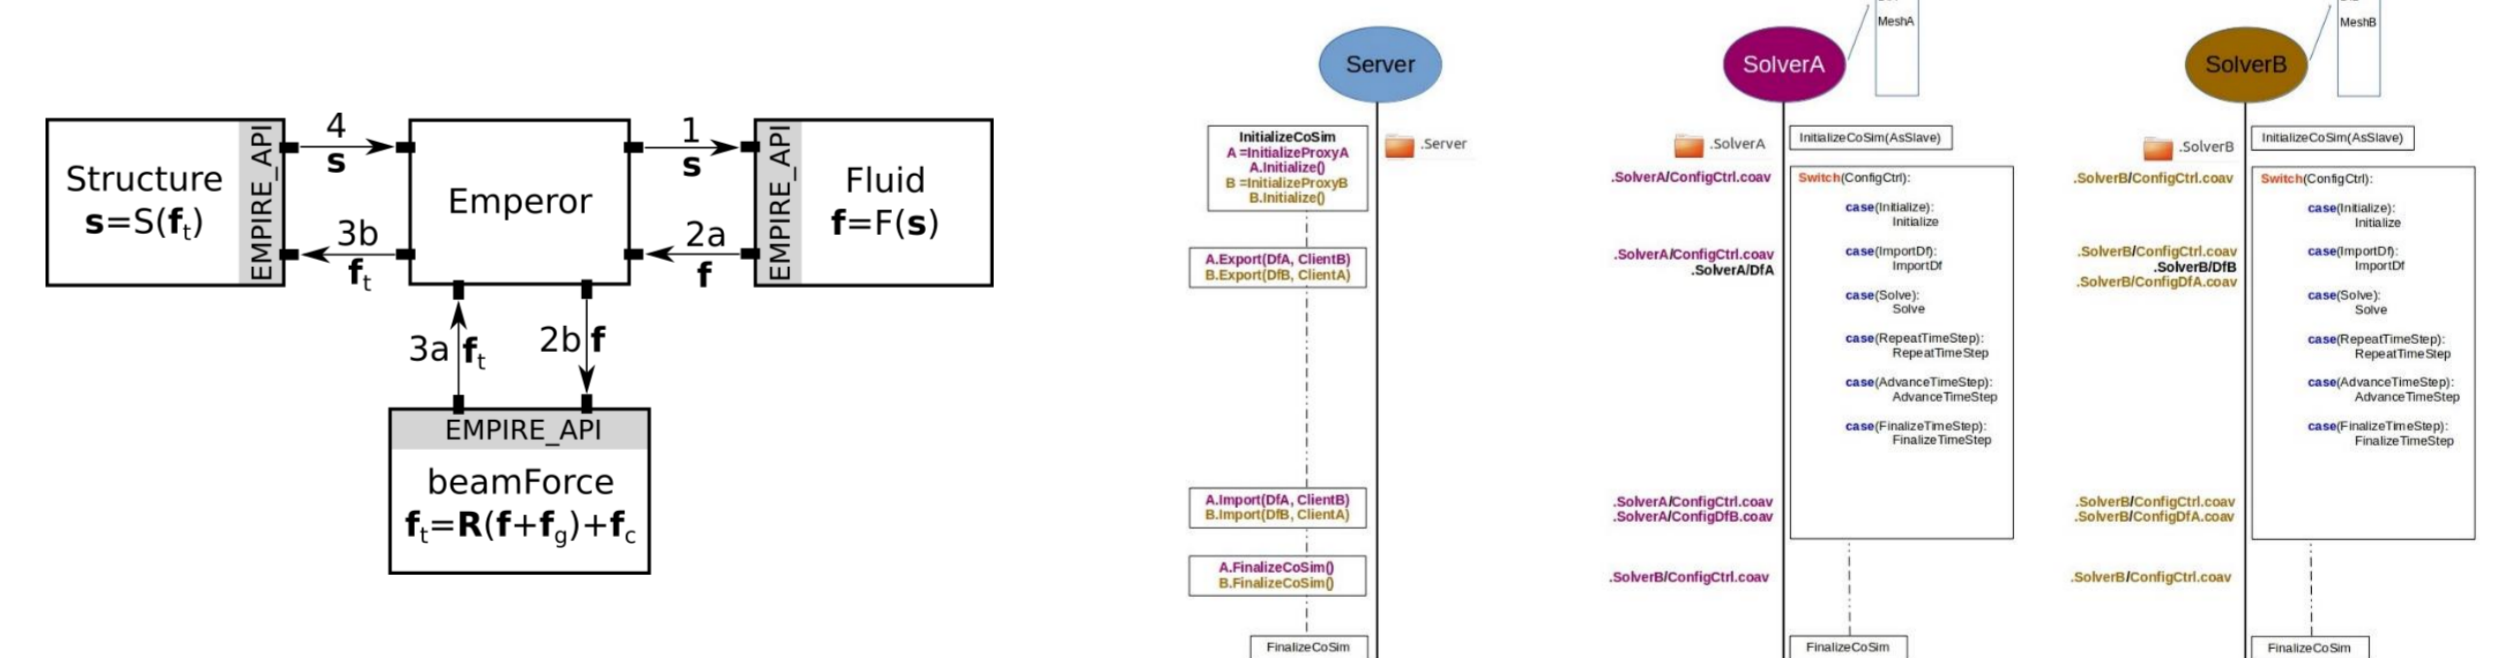 Structure
s=S(ft)
EMPIRE_API
4
s
3b
ft
Emperor
1
s
2a
f
EMPIRE_API
Fluid
f=F(s)
3a
ft
2b
f
EMPIRE_API
beamForce
ft=R(f+fg)+fc
Server
InitializeCoSim
A =InitializeProxyA
A.Initialize()
B =InitializeProxyB
B.Initialize()
.Server
A.Export(DfA, ClientB)
B.Export(DfB, ClientA)
A.Import(DfA, ClientB)
B.Import(DfB, ClientA)
A.FinalizeCoSim()
B.FinalizeCoSim()
FinalizeCoSim
SolverA
MeshA
.SolverA
.SolverA/ConfigCtrl.coav
.SolverA/ConfigCtrl.coav
.SolverA/DfA
.SolverA/ConfigCtrl.coav
.SolverA/ConfigDfB.coav
.SolverB/ConfigCtrl.coav
InitializeCoSim(AsSlave)
Switch(ConfigCtrl):
case(Initialize):
Initialize
case(ImportDf):
ImportDf
case(Solve):
Solve
case(RepeatTimeStep):
RepeatTimeStep
case(AdvanceTimeStep):
AdvanceTimeStep
case(FinalizeTimeStep):
FinalizeTimeStep
FinalizeCoSim
SolverB
MeshB
.SolverB
.SolverB/ConfigCtrl.coav
.SolverB/ConfigCtrl.coav
.SolverB/DfB
.SolverB/ConfigDfA.coav
.SolverB/ConfigCtrl.coav
.SolverB/ConfigDfA.coav
.SolverB/ConfigCtrl.coav
InitializeCoSim(AsSlave)
Switch(ConfigCtrl):
case(Initialize):
Initialize
case(ImportDf):
ImportDf
case(Solve):
Solve
case(RepeatTimeStep):
RepeatTimeStep
case(AdvanceTimeStep):
AdvanceTimeStep
case(FinalizeTimeStep):
FinalizeTimeStep
FinalizeCoSim